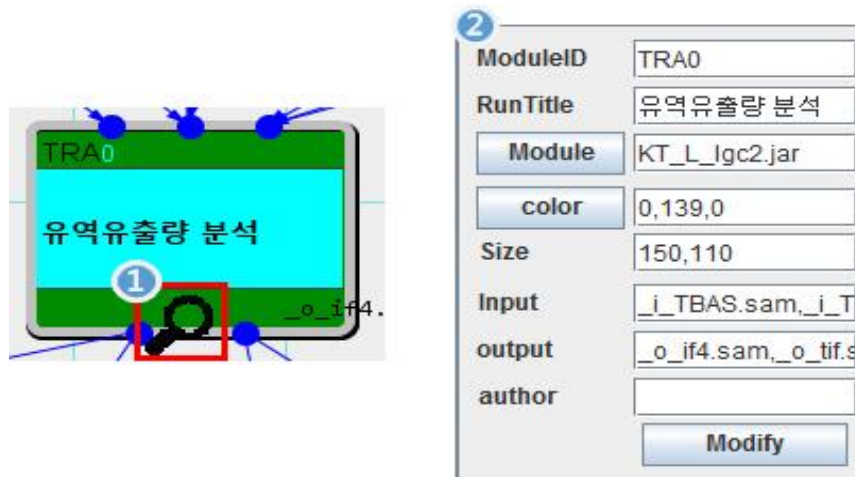 TRA0
유역유출량 분석
1
_o_if4.
2
ModuleID TRA0
RunTitle 유역유출량 분석
Module KT_L_lgc2.jar
color 0,139,0
Size 150,110
Input _i_TBAS.sam,_i_T
output _o_if4.sam,_o_tif.s
author
Modify